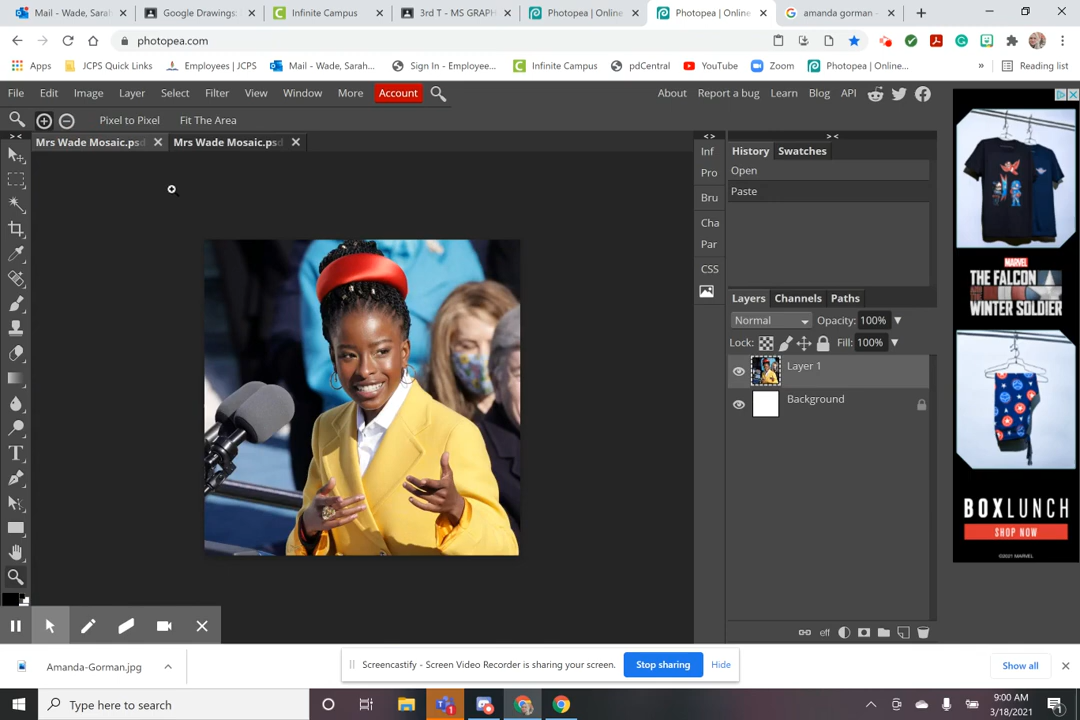 Mail - Wade, Sarah
Google Drawings:
Infinite Campus
3rd T - MS GRAPH
Photopea | Online
Photopea | Online
amanda gorman -
photopea.com
Apps
JCPS Quick Links
Employees | JCPS
Mail - Wade, Sarah...
Sign In - Employee...
Infinite Campus
pdCentral
YouTube
Zoom
Photopea | Online...
»
Reading list
File
Edit
Image
Layer
Select
Filter
View
Window
More
Account
About
Report a bug
Learn
Blog
API
Pixel to Pixel
Fit The Area
Mrs Wade Mosaic.psd
Mrs Wade Mosaic.psd
Inf
Pro
Bru
Cha
Par
CSS
History
Swatches
Open
Paste
Layers
Channels
Paths
Normal
Opacity: 100%
Lock:
Fill: 100%
Layer 1
Background
eff
MARVEL
THE FALCON
AND THE
WINTER SOLDIER
BOXLUNCH
SHOP NOW
©2021 MARVEL
Amanda-Gorman.jpg
Screencastify - Screen Video Recorder is sharing your screen.
Stop sharing
Hide
Show all
Type here to search
9:00 AM
3/18/2021